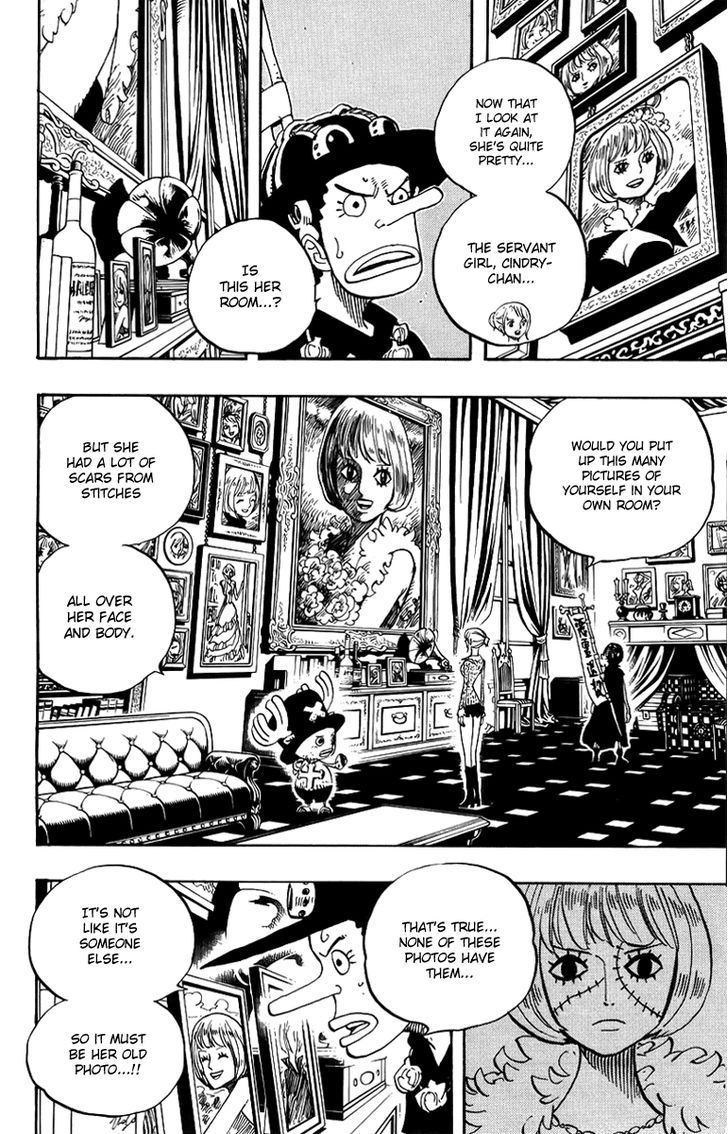 NOW THAT
I LOOK AT
IT AGAIN,
SHE'S QUITE
PRETTY...
THE SERVANT
GIRL, CINDRY-
CHAN...
IS
THIS HER
ROOM...?
WOULD YOU PUT
UP THIS MANY
PICTURES OF
YOURSELF IN YOUR
OWN ROOM?
BUT SHE
HAD A LOT OF
SCARS FROM
STITCHES
ALL OVER
HER FACE
AND BODY.
THAT'S TRUE...
NONE OF THESE
PHOTOS HAVE
THEM...
IT'S NOT
LIKE IT'S
SOMEONE
ELSE...
SO IT MUST
BE HER OLD
PHOTO...!!